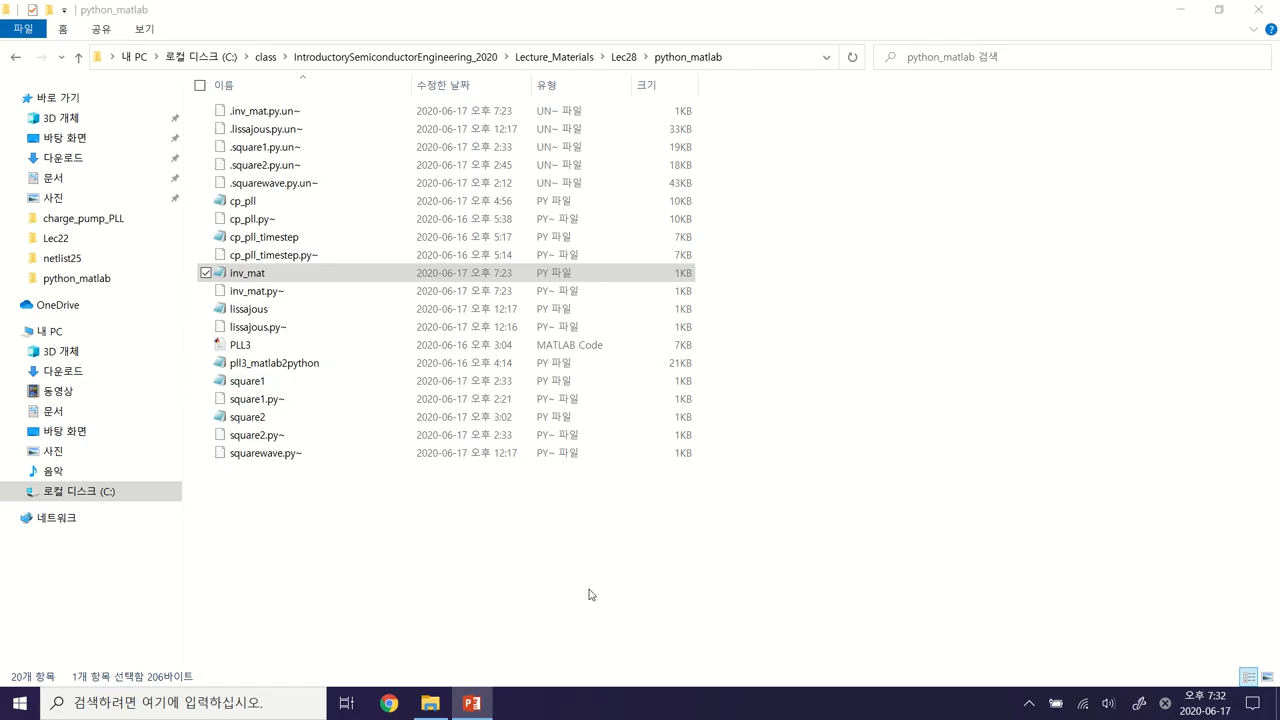 python_matlab
파일 홈 공유 보기
내 PC 로컬 디스크 (C:) class IntroductorySemiconductorEngineering_2020 Lecture_Materials Lec28 python_matlab
python_matlab 검색
이름 수정한 날짜 유형 크기
.inv_mat.py.un~ 2020-06-17 오후 7:23 UN~ 파일 1KB
.lissajous.py.un~ 2020-06-17 오후 12:17 UN~ 파일 33KB
.square1.py.un~ 2020-06-17 오후 2:33 UN~ 파일 19KB
.square2.py.un~ 2020-06-17 오후 2:45 UN~ 파일 18KB
.squarewave.py.un~ 2020-06-17 오후 2:12 UN~ 파일 43KB
cp_pll 2020-06-17 오후 4:56 PY 파일 10KB
cp_pll.py~ 2020-06-16 오후 5:38 PY~ 파일 10KB
cp_pll_timestep 2020-06-16 오후 5:17 PY 파일 7KB
cp_pll_timestep.py~ 2020-06-16 오후 5:14 PY~ 파일 7KB
inv_mat 2020-06-17 오후 7:23 PY 파일 1KB
inv_mat.py~ 2020-06-17 오후 7:23 PY~ 파일 1KB
lissajous 2020-06-17 오후 12:17 PY 파일 1KB
lissajous.py~ 2020-06-17 오후 12:16 PY~ 파일 1KB
PLL3 2020-06-16 오후 3:04 MATLAB Code 7KB
pll3_matlab2python 2020-06-16 오후 4:14 PY 파일 21KB
square1 2020-06-17 오후 2:33 PY 파일 1KB
square1.py~ 2020-06-17 오후 2:21 PY~ 파일 1KB
square2 2020-06-17 오후 3:02 PY 파일 1KB
square2.py~ 2020-06-17 오후 2:33 PY~ 파일 1KB
squarewave.py~ 2020-06-17 오후 12:17 PY~ 파일 1KB
바로 가기
3D 개체
바탕 화면
다운로드
문서
사진
charge_pump_PLL
Lec22
netlist25
python_matlab
OneDrive
내 PC
3D 개체
다운로드
동영상
문서
바탕 화면
사진
음악
로컬 디스크 (C:)
네트워크
20개 항목 1개 항목 선택함 206바이트
검색하려면 여기에 입력하십시오.
오후 7:32
2020-06-17